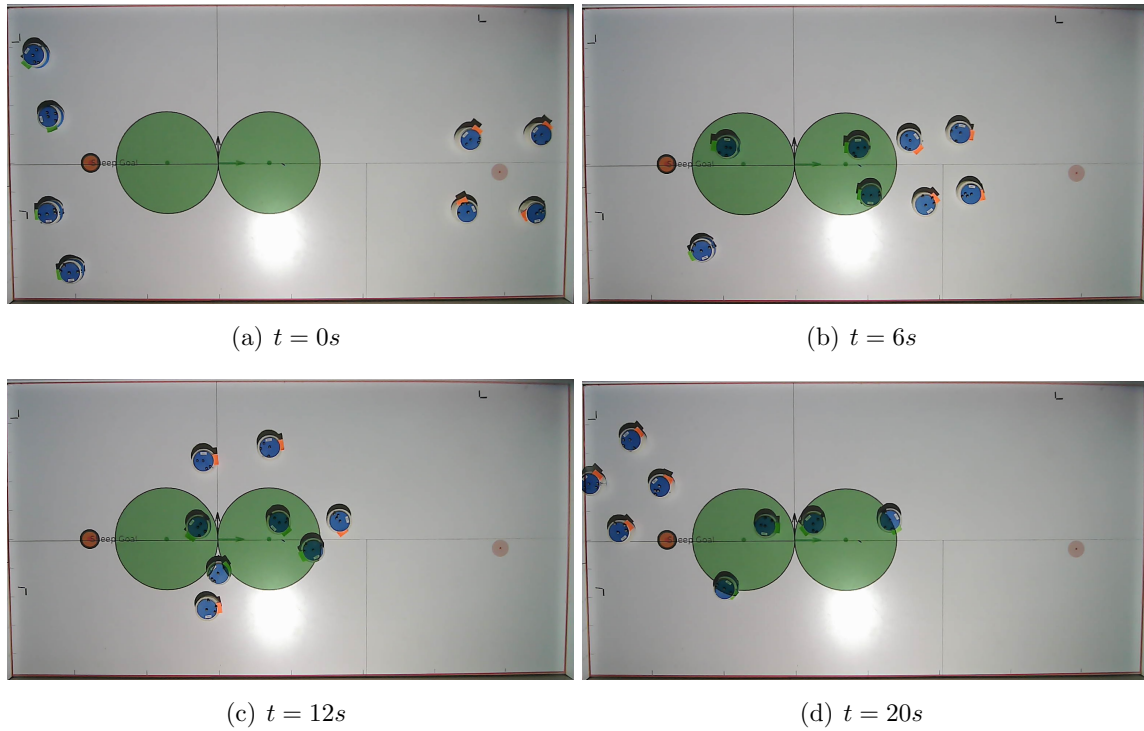 (a) t = 0s
(b) t = 6s
(c) t = 12s
(d) t = 20s